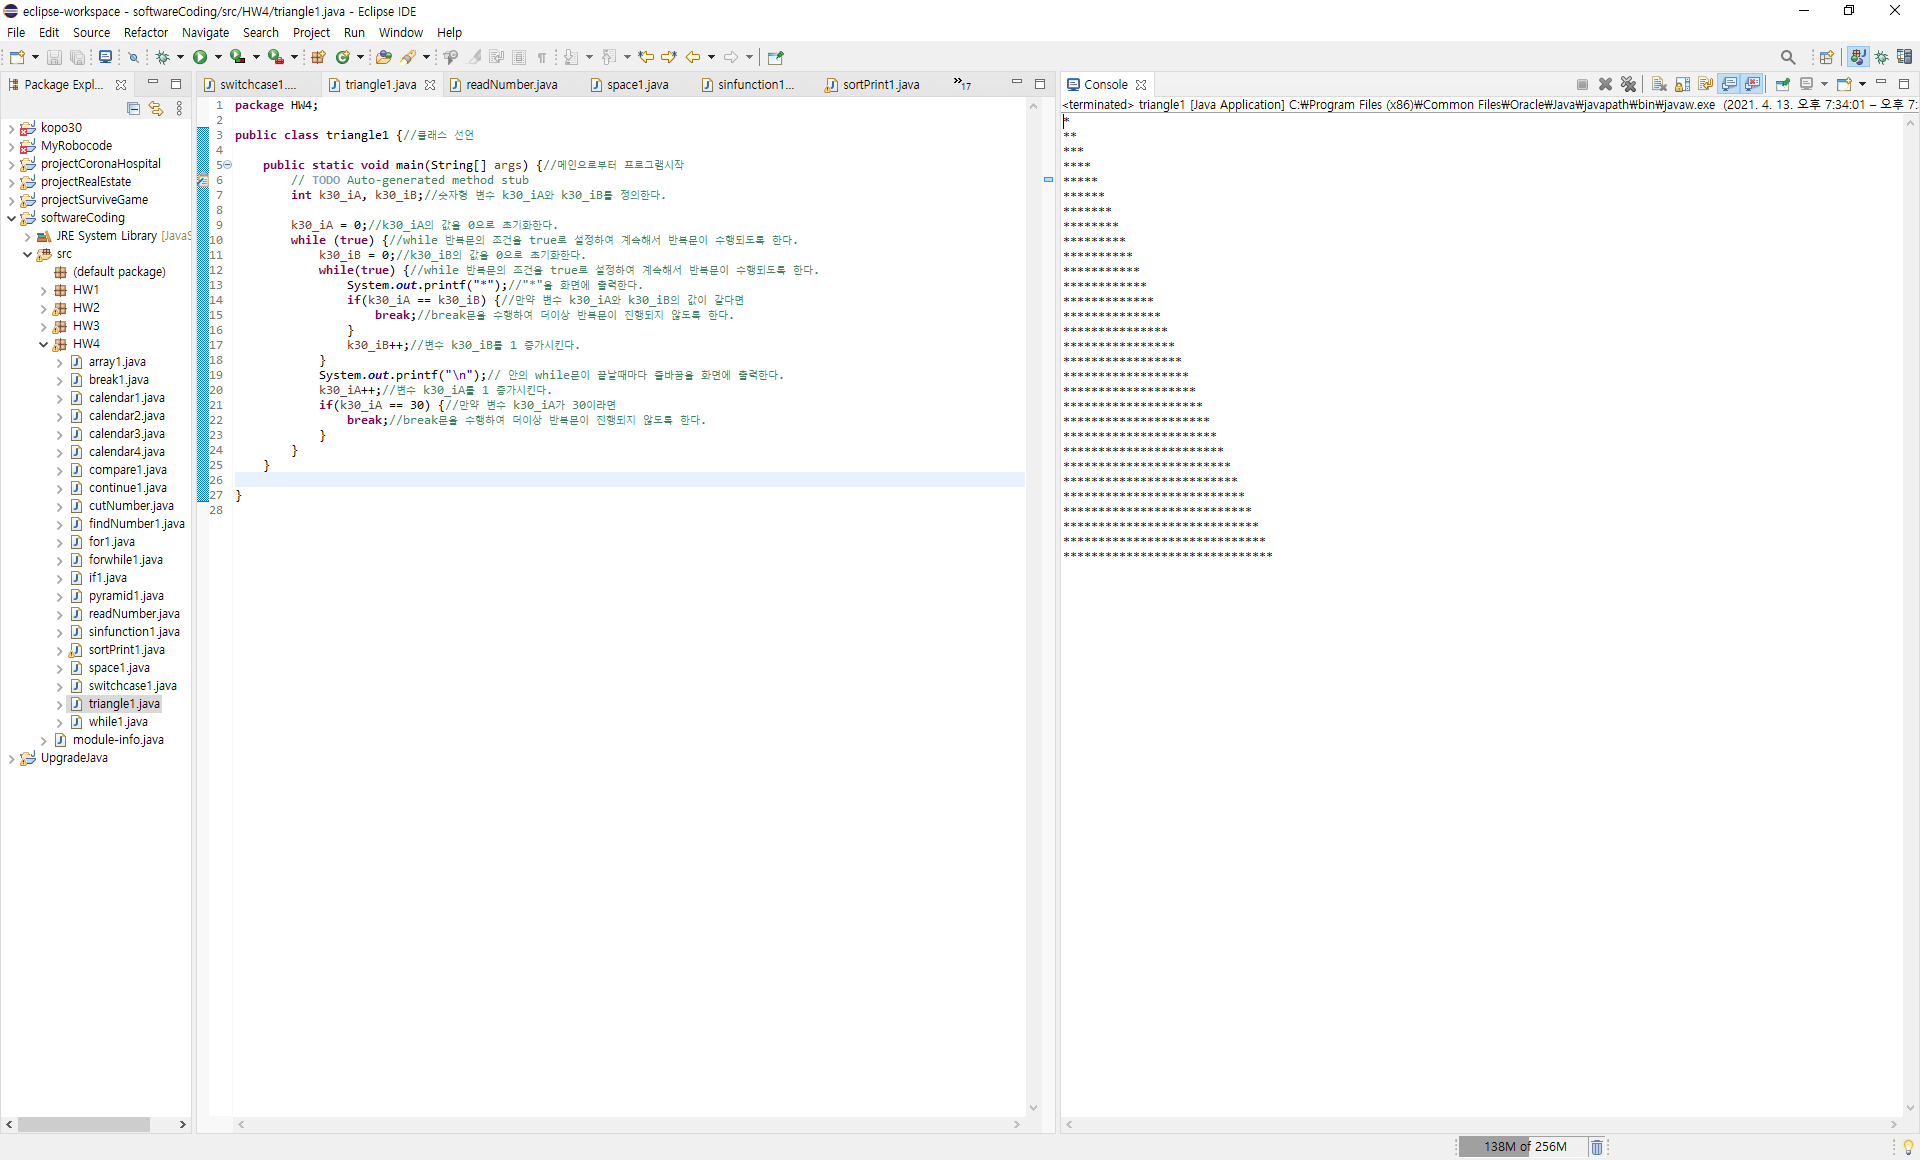 eclipse-workspace - softwareCoding/src/HW4/triangle1.java - Eclipse IDE
File Edit Source Refactor Navigate Search Project Run Window Help
Package Expl...
switchcase1.... triangle1.java readNumber.java space1.java sinfunction1... sortPrint1.java »17
Console
kopo30
MyRobocode
projectCoronaHospital
projectRealEstate
projectSurviveGame
softwareCoding
JRE System Library [JavaS
src
(default package)
HW1
HW2
HW3
HW4
array1.java
break1.java
calendar1.java
calendar2.java
calendar3.java
calendar4.java
compare1.java
continue1.java
cutNumber.java
findNumber1.java
for1.java
forwhile1.java
if1.java
pyramid1.java
readNumber.java
sinfunction1.java
sortPrint1.java
space1.java
switchcase1.java
triangle1.java
while1.java
module-info.java
UpgradeJava
1 package HW4;
2
3 public class triangle1 {//클래스 선언
4
5 public static void main(String[] args) {//메인으로부터 프로그램시작
6 // TODO Auto-generated method stub
7 int k30_iA, k30_iB;//숫자형 변수 k30_iA와 k30_iB를 정의한다.
8
9 k30_iA = 0;//k30_iA의 값을 0으로 초기화한다.
10 while (true) {//while 반복문의 조건을 true로 설정하여 계속해서 반복문이 수행되도록 한다.
11 k30_iB = 0;//k30_iB의 값을 0으로 초기화한다.
12 while(true) {//while 반복문의 조건을 true로 설정하여 계속해서 반복문이 수행되도록 한다.
13 System.out.printf("*");//"*"을 화면에 출력한다.
14 if(k30_iA == k30_iB) {//만약 변수 k30_iA와 k30_iB의 값이 같다면
15 break;//break문을 수행하여 더이상 반복문이 진행되지 않도록 한다.
16 }
17 k30_iB++;//변수 k30_iB를 1 증가시킨다.
18 }
19 System.out.printf("\n");// 안의 while문이 끝날때마다 줄바꿈을 화면에 출력한다.
20 k30_iA++;//변수 k30_iA를 1 증가시킨다.
21 if(k30_iA == 30) {//만약 변수 k30_iA가 30이라면
22 break;//break문을 수행하여 더이상 반복문이 진행되지 않도록 한다.
23 }
24 }
25 }
26
27 }
28
<terminated> triangle1 [Java Application] C:₩Program Files (x86)₩Common Files₩Oracle₩Java₩javapath₩bin₩javaw.exe (2021. 4. 13. 오후 7:34:01 – 오후 7:
*
**
***
****
*****
******
*******
********
*********
**********
***********
************
*************
**************
***************
****************
*****************
******************
*******************
********************
*********************
**********************
***********************
************************
*************************
**************************
***************************
****************************
*****************************
******************************
138M of 256M